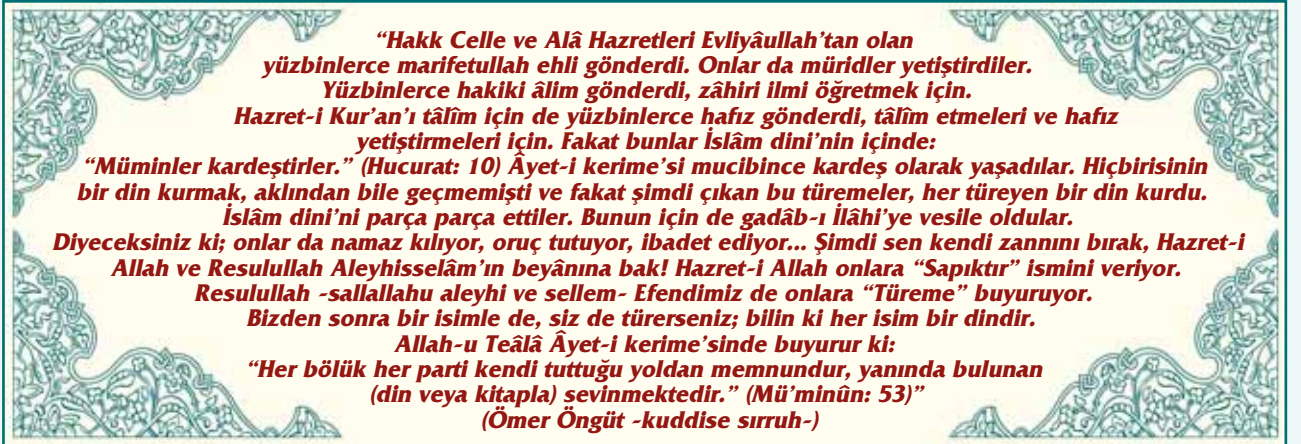 “Hakk Celle ve Alâ Hazretleri Evliyâullah’tan olan
yüzbinlerce marifetullah ehli gönderdi. Onlar da müridler yetiştirdiler.
Yüzbinlerce hakiki âlim gönderdi, zâhiri ilmi öğretmek için.
Hazret-i Kur’an’ı tâlîm için de yüzbinlerce hafız gönderdi, tâlîm etmeleri ve hafız
yetiştirmeleri için. Fakat bunlar İslâm dini’nin içinde:
“Müminler kardeştirler.” (Hucurat: 10) Âyet-i kerime’si mucibince kardeş olarak yaşadılar. Hiçbirisinin
bir din kurmak, aklından bile geçmemişti ve fakat şimdi çıkan bu türemeler, her türeyen bir din kurdu.
İslâm dini’ni parça parça ettiler. Bunun için de gadâb-ı İlâhi’ye vesile oldular.
Diyeceksiniz ki; onlar da namaz kılıyor, oruç tutuyor, ibadet ediyor... Şimdi sen kendi zannını bırak, Hazret-i
Allah ve Resulullah Aleyhisselâm’ın beyânına bak! Hazret-i Allah onlara “Sapıktır” ismini veriyor.
Resulullah -sallallahu aleyhi ve sellem- Efendimiz de onlara “Türeme” buyuruyor.
Bizden sonra bir isimle de, siz de türerseniz; bilin ki her isim bir dindir.
Allah-u Teâlâ Âyet-i kerime’sinde buyurur ki:
“Her bölük her parti kendi tuttuğu yoldan memnundur, yanında bulunan
(din veya kitapla) sevinmektedir.” (Mü’minûn: 53)”
(Ömer Öngüt -kuddise sırruh-)